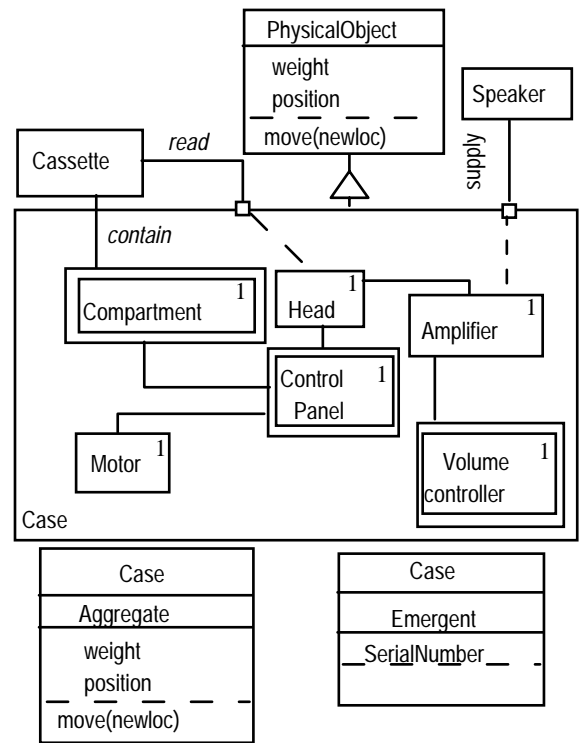 PhysicalObject
weight
position
move(newloc)
Speaker
supply
read
Cassette
contain
1
Compartment
1
Head
1
Amplifier
Control 1
Panel
1
Motor
Volume 1
controller
Case
Case
Aggregate
weight
position
move(newloc)
Case
Emergent
SerialNumber